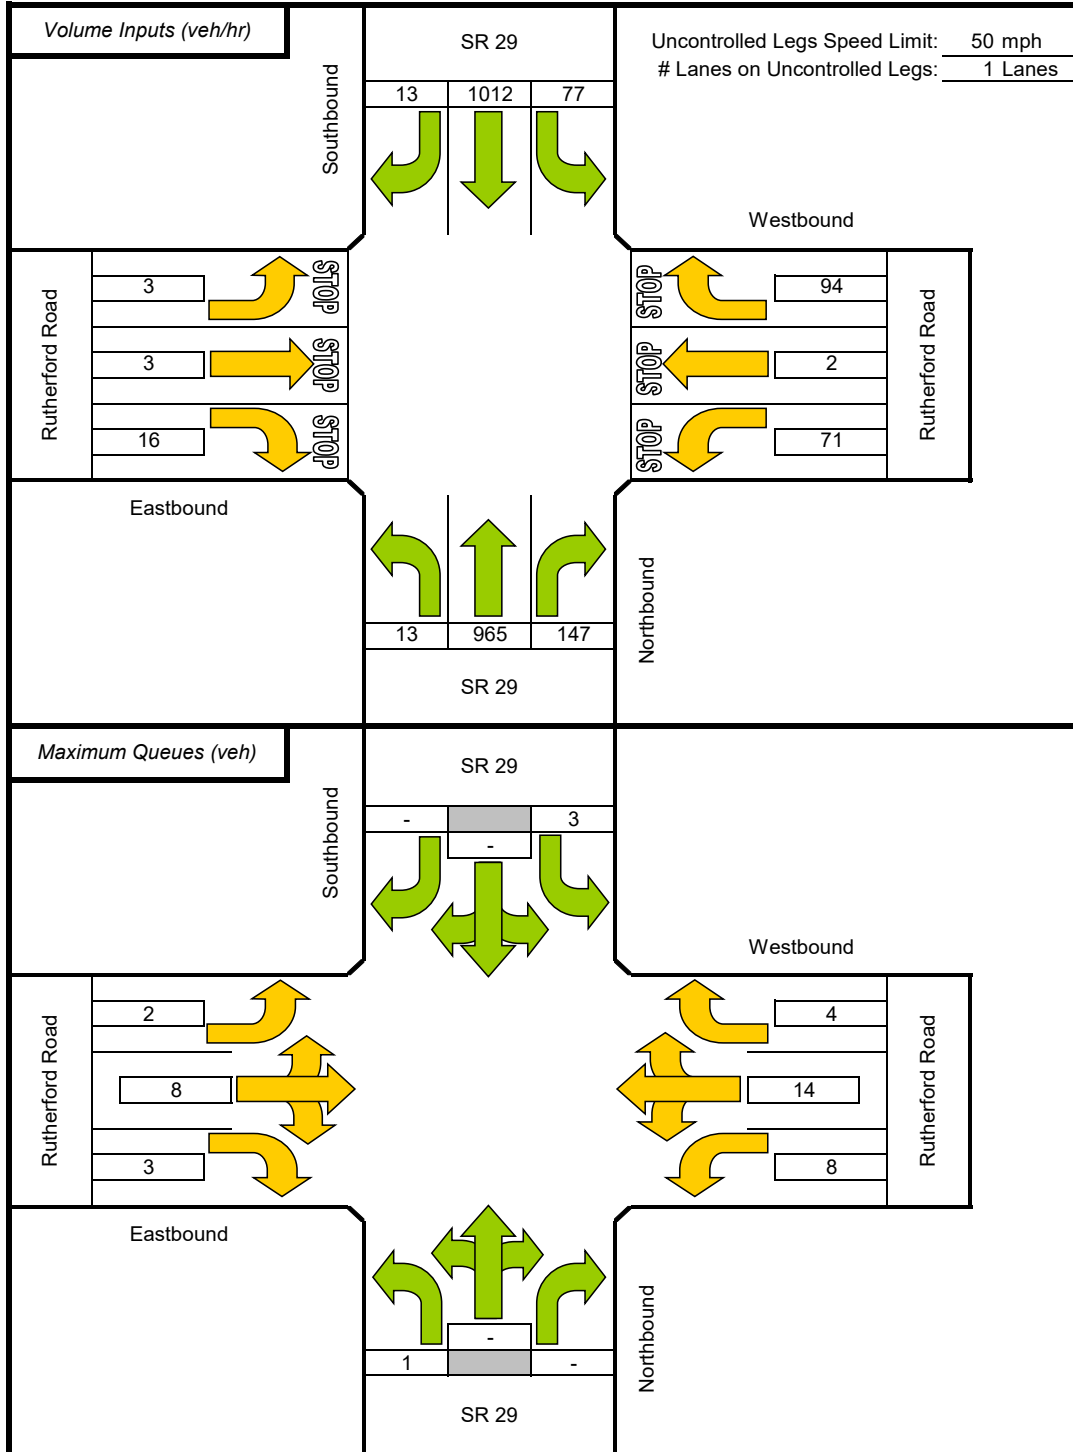 Volume Inputs (veh/hr)
SR 29
Uncontrolled Legs Speed Limit: 50 mph
# Lanes on Uncontrolled Legs: 1 Lanes
Southbound
13 1012 77
Westbound
Rutherford Road
3
STOP
3
STOP
16
STOP
STOP
94
STOP
2
STOP
71
Rutherford Road
Eastbound
Northbound
13 965 147
SR 29
Maximum Queues (veh)
SR 29
Southbound
- 3
-
Westbound
Rutherford Road
2
8
3
4
14
8
Rutherford Road
Eastbound
Northbound
-
1 -
SR 29